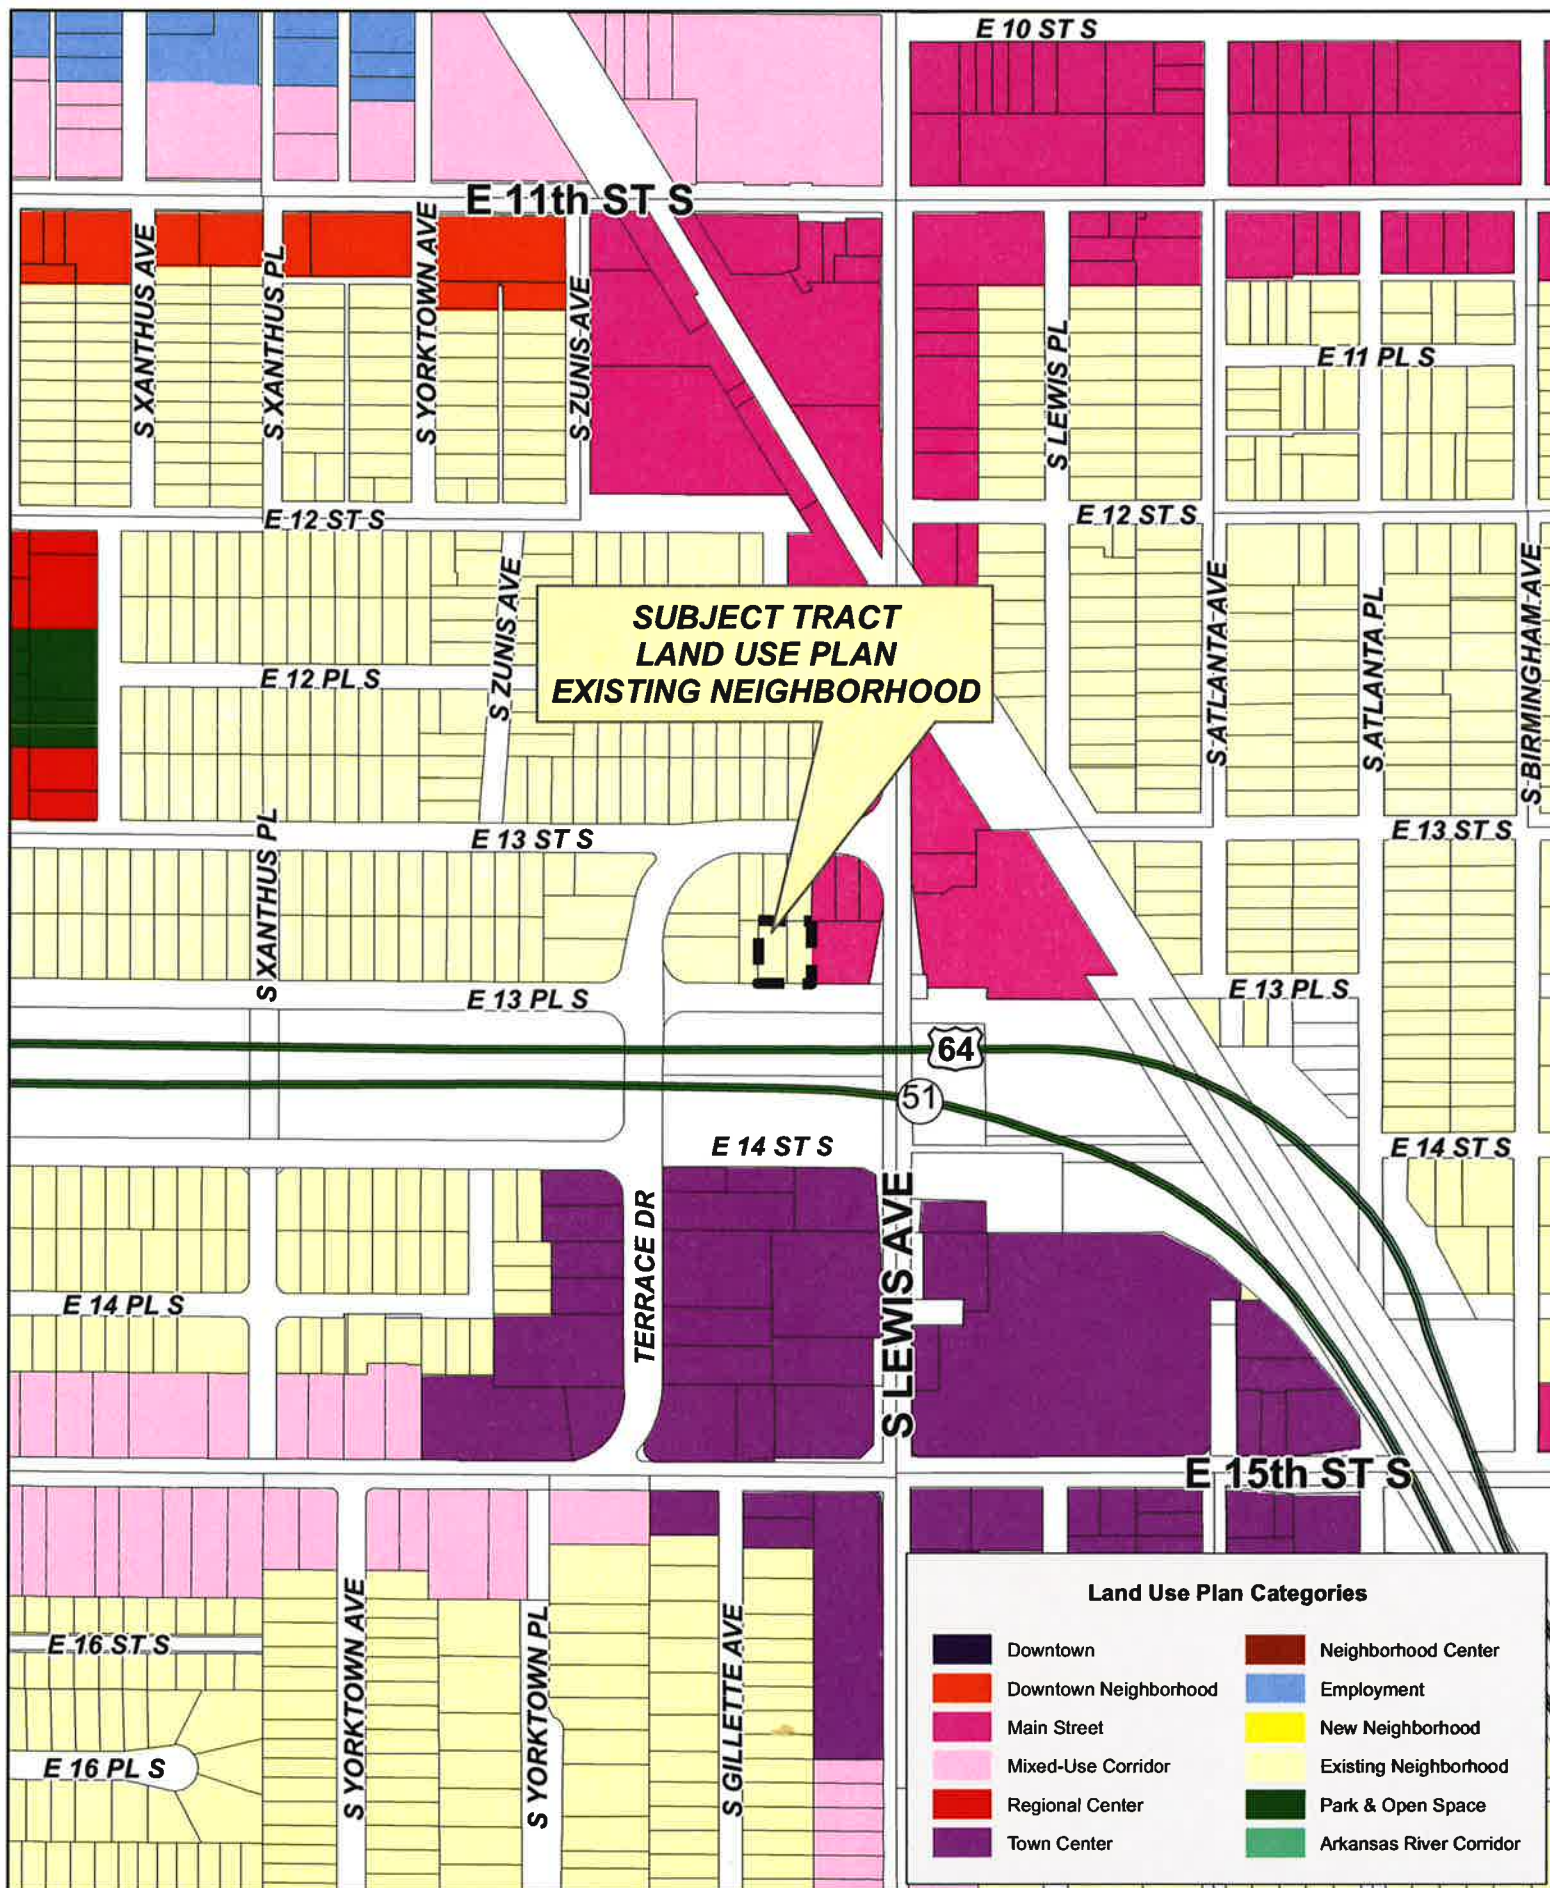 E 10 ST S
E 11th ST S
S XANTHUS AVE
S XANTHUS PL
S YORKTOWN AVE
S ZUNIS AVE
S LEWIS PL
E 11 PL S
E 12 ST S
E 12 ST S
S ZUNIS AVE
SUBJECT TRACT
LAND USE PLAN
EXISTING NEIGHBORHOOD
S ATLANTA AVE
S ATLANTA PL
S BIRMINGHAM AVE
E 12 PL S
E 13 ST S
E 13 ST S
S XANTHUS PL
E 13 PL S
E 13 PL S
64
51
E 14 ST S
E 14 ST S
TERRACE DR
S LEWIS AVE
E 14 PL S
E 15th ST S
S YORKTOWN AVE
S YORKTOWN PL
S GILLETTE AVE
E 16 ST S
E 16 PL S
Land Use Plan Categories
Downtown
Downtown Neighborhood
Main Street
Mixed-Use Corridor
Regional Center
Town Center
Neighborhood Center
Employment
New Neighborhood
Existing Neighborhood
Park & Open Space
Arkansas River Corridor